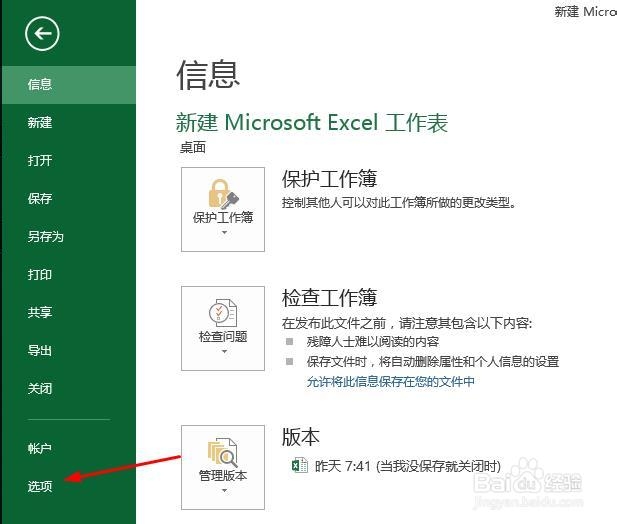 新建 Micro
信息
新建
打开
保存
另存为
打印
共享
导出
关闭
帐户
选项
信息
新建 Microsoft Excel 工作表
桌面
保护工作簿
保护工作簿
控制其他人可以对此工作簿所做的更改类型。
检查问题
检查工作簿
在发布此文件之前，请注意其包含以下内容:
残障人士难以阅读的内容
保存文件时，将自动删除属性和个人信息的设置
允许将此信息保存在您的文件中
管理版本
版本
昨天 7:41 (当我没保存就关闭时)
Baidu 经验
jingyan.baidu.com